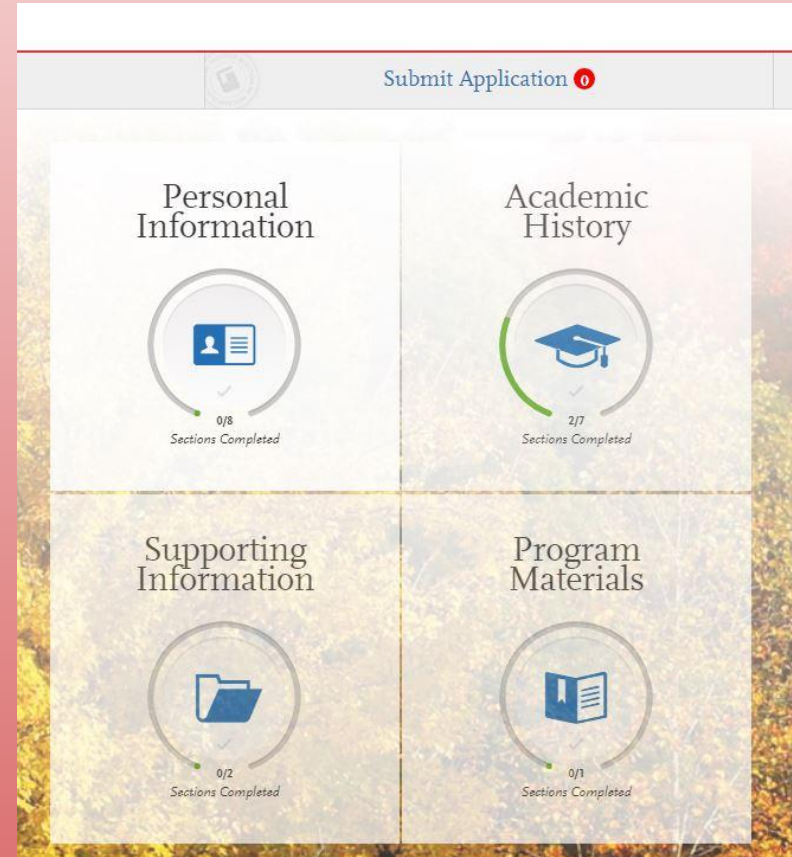 Submit Application 0
Personal
Information
0/8
Sections Completed
Academic
History
2/7
Sections Completed
Supporting
Information
0/2
Sections Completed
Program
Materials
0/1
Sections Completed